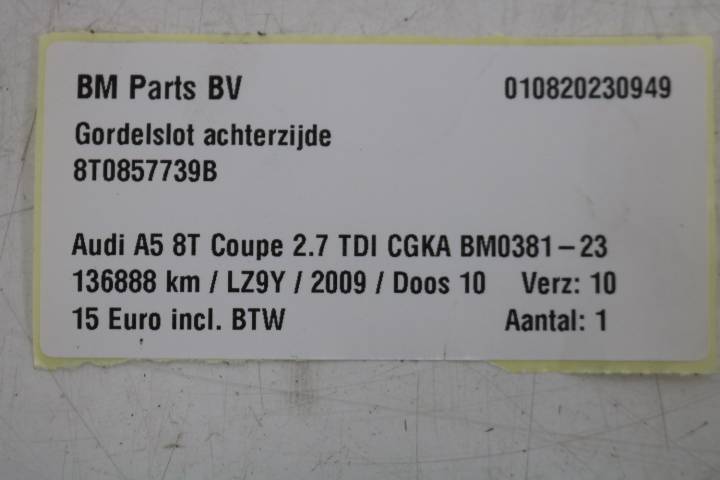 BM Parts BV 010820230949
Gordelslot achterzijde
8T0857739B
Audi A5 8T Coupe 2.7 TDI CGKA BM0381-23
136888 km / LZ9Y / 2009 / Doos 10 Verz: 10
15 Euro incl. BTW Aantal: 1